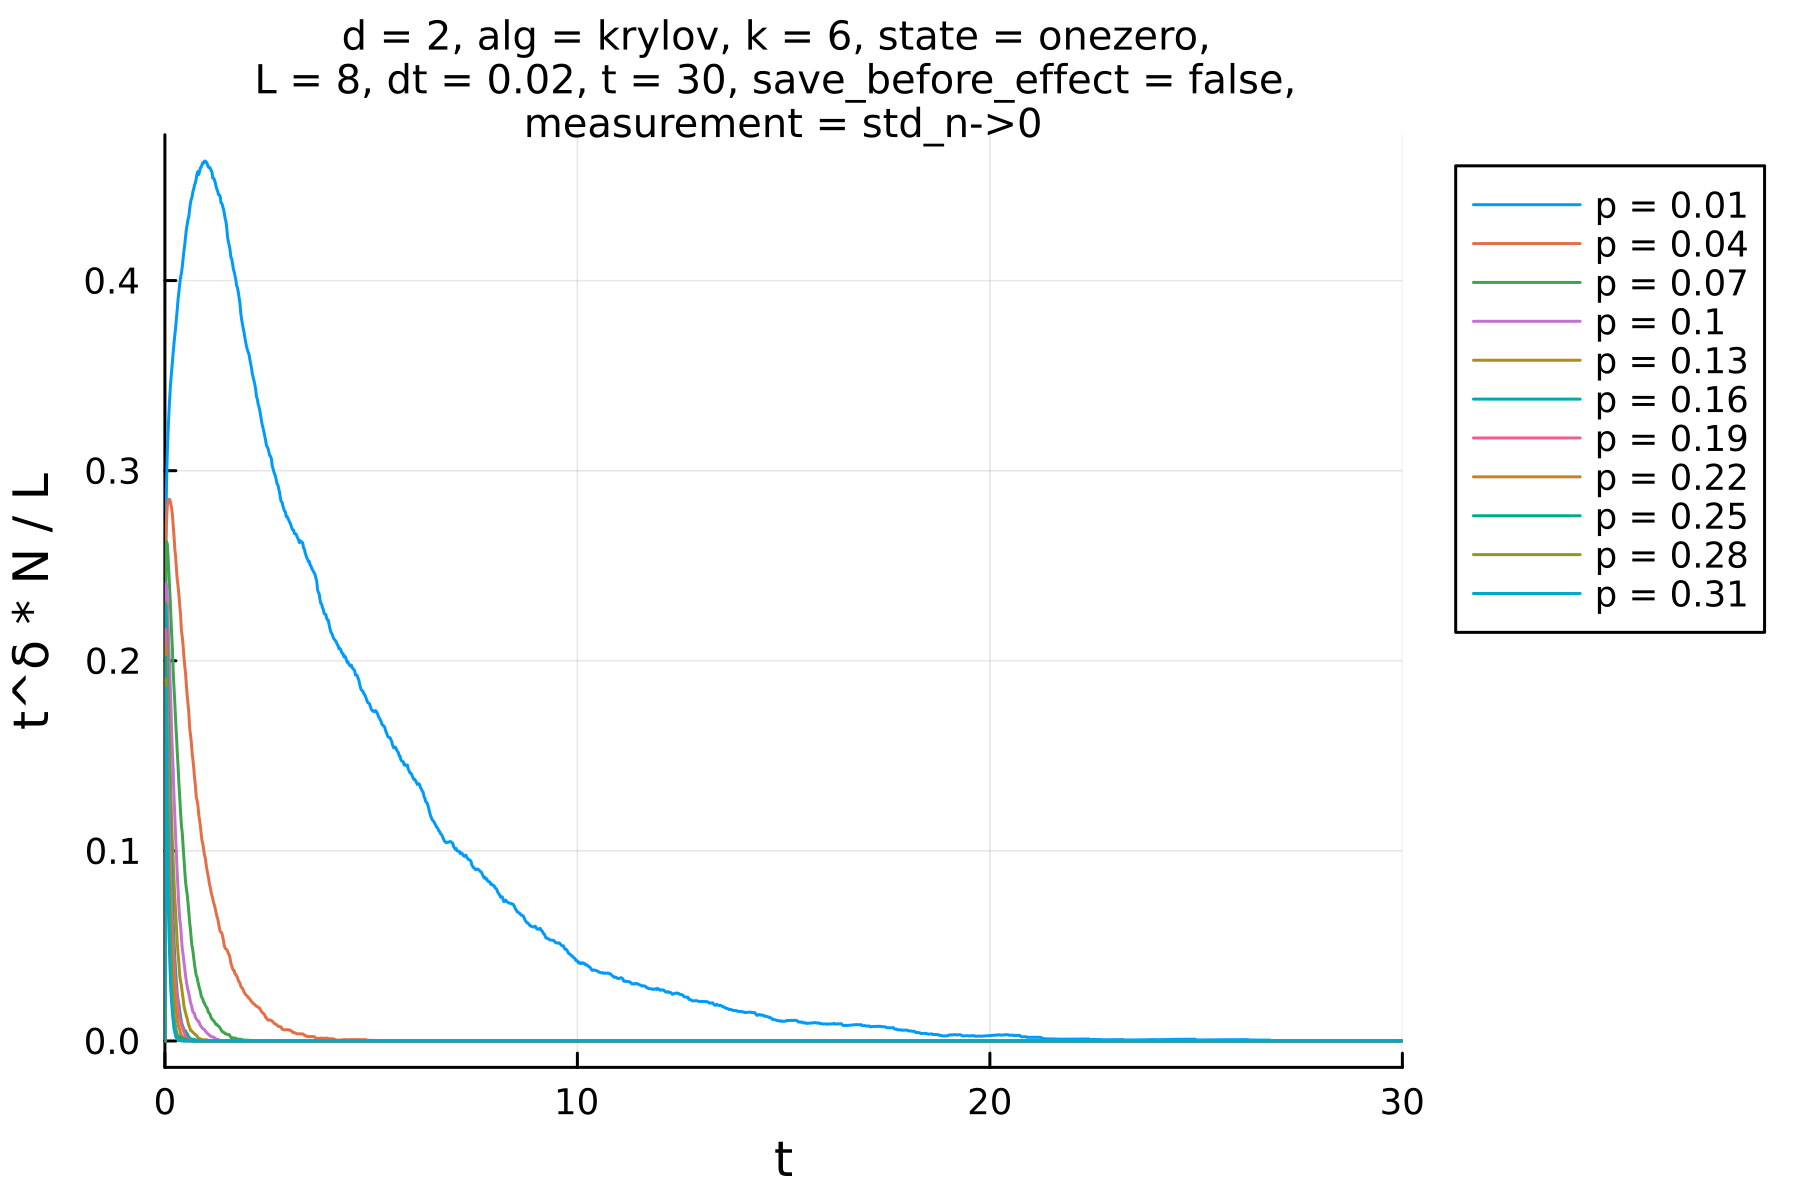 d = 2, alg = krylov, k = 6, state = onezero,
L = 8, dt = 0.02, t = 30, save_before_effect = false,
measurement = std_n->0
t^δ * N / L
0.4
0.3
0.2
0.1
0.0
0
10
20
30
t
p = 0.01
p = 0.04
p = 0.07
p = 0.1
p = 0.13
p = 0.16
p = 0.19
p = 0.22
p = 0.25
p = 0.28
p = 0.31